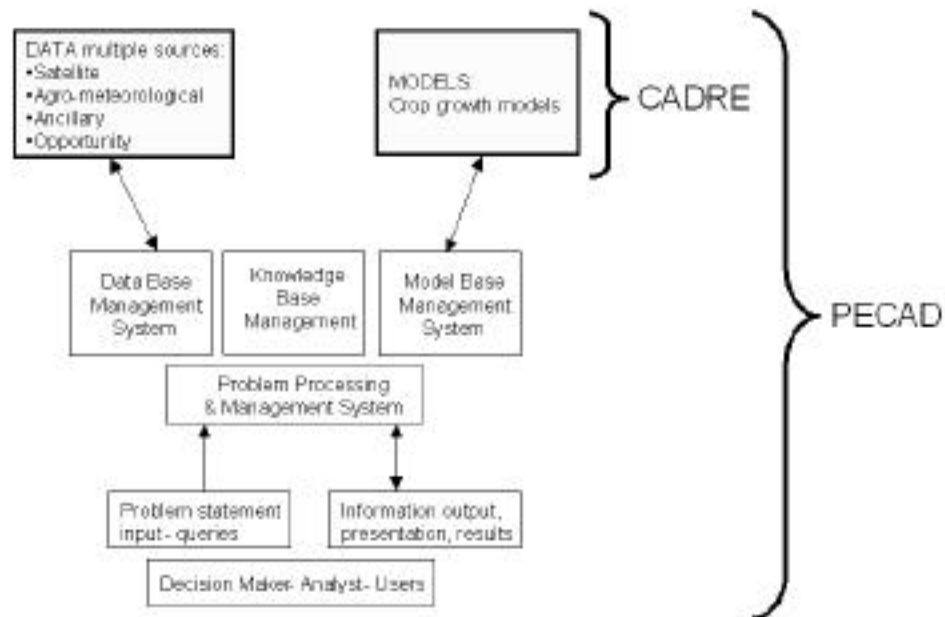 DATA multiple sources:
•Satellite
•Agro-meteorological
•Ancillary
•Opportunity
MODELS:
Crop growth models
CADRE
Data Base
Management
System
Knowledge
Base
Management
Model Base
Management
System
PECAD
Problem Processing
& Management System
Problem statement
input- queries
Information output,
presentation, results
Decision Maker- Analyst- Users